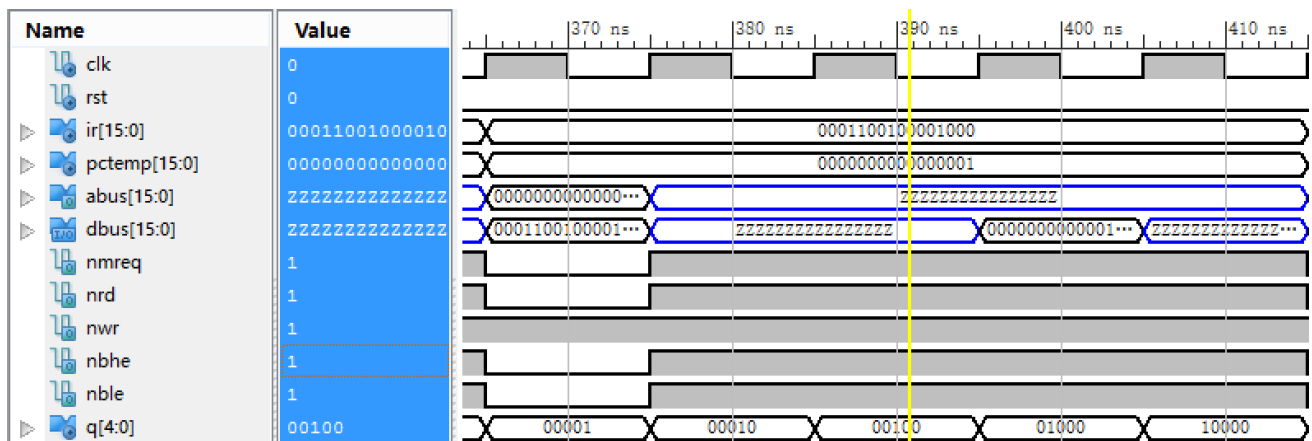 Name Value 370 ns 380 ns 390 ns 400 ns 410 ns
clk 0
rst 0
ir[15:0] 00011001000010 0001100100001000
pctemp[15:0] 00000000000000 0000000000000001
abus[15:0] ZZZZZZZZZZZZZZ 0000000000000··· ZZZZZZZZZZZZZZZZ
dbus[15:0] ZZZZZZZZZZZZZZ 0001100100001··· ZZZZZZZZZZZZZZZZ 0000000000001··· ZZZZZZZZZZZZZ···
nmreq 1
nrd 1
nwr 1
nbhe 1
nble 1
q[4:0] 00100 00001 00010 00100 01000 10000